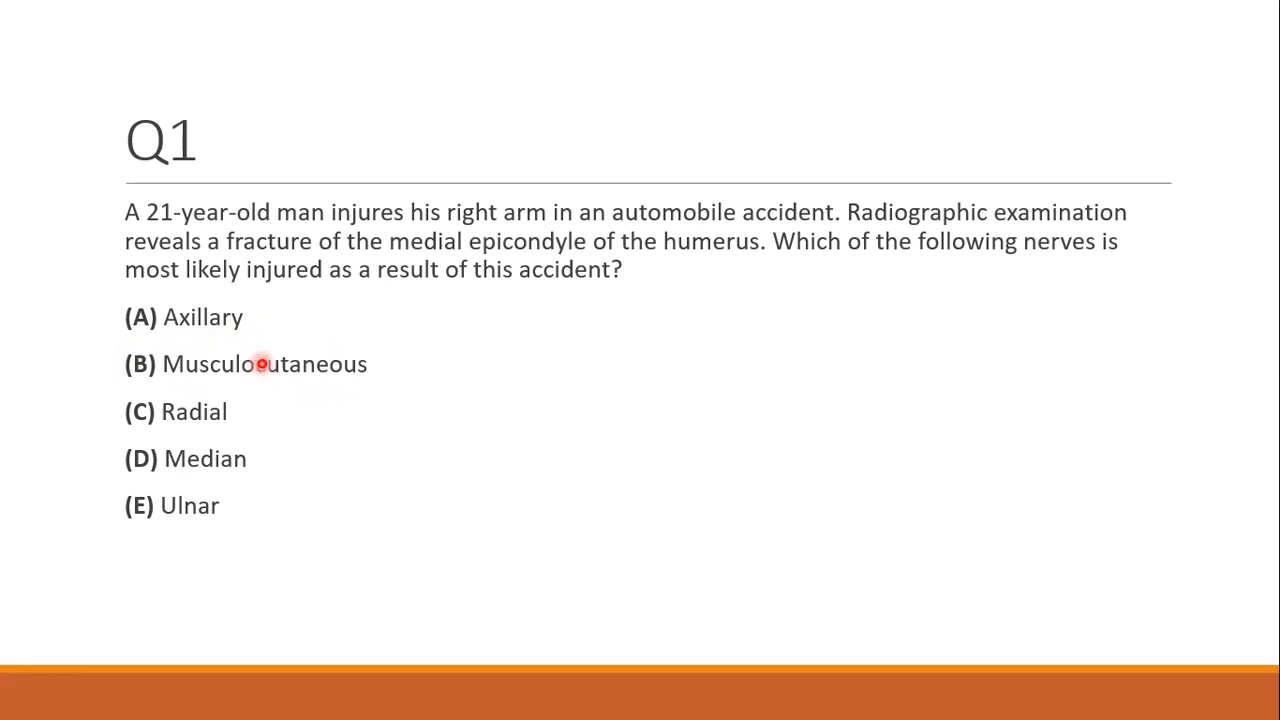 Q1
A 21-year-old man injures his right arm in an automobile accident. Radiographic examination
reveals a fracture of the medial epicondyle of the humerus. Which of the following nerves is
most likely injured as a result of this accident?
(A) Axillary
(B) Musculocutaneous
(C) Radial
(D) Median
(E) Ulnar